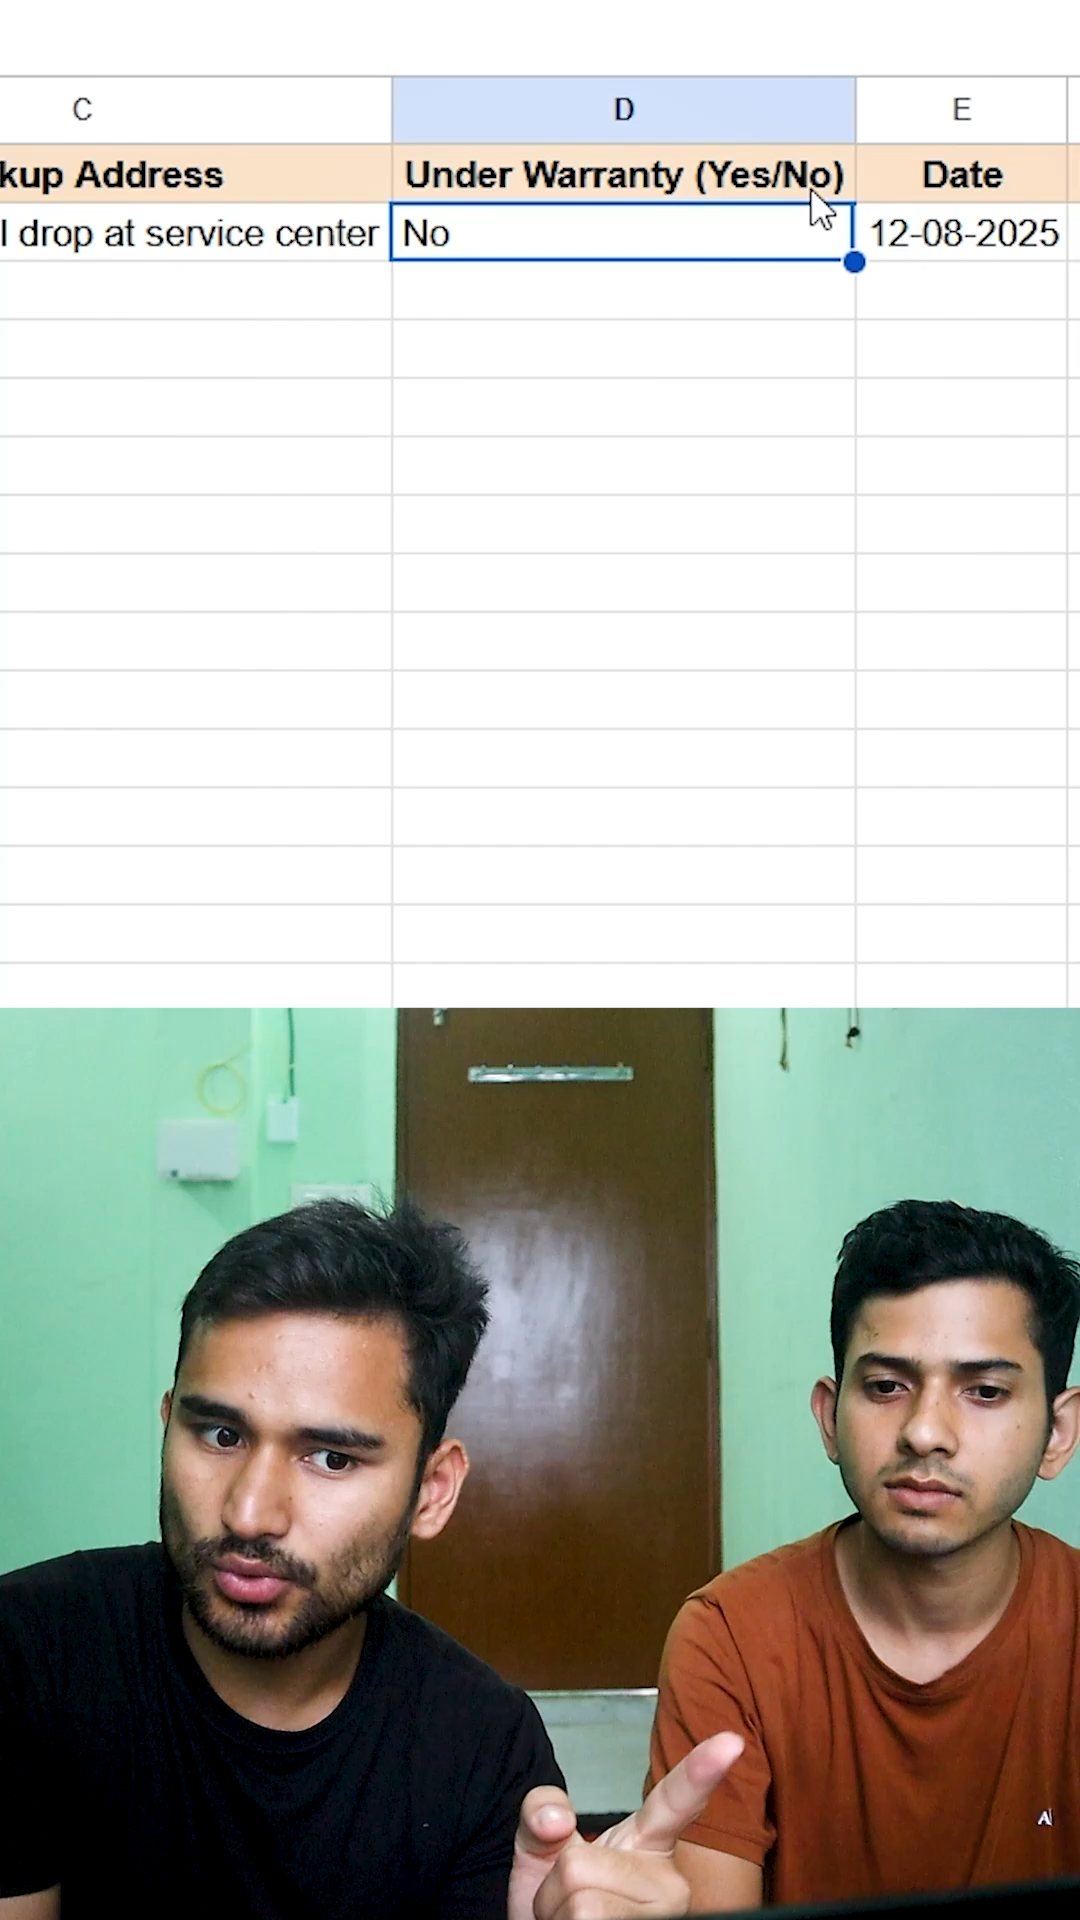 C D E
kup Address Under Warranty (Yes/No) Date
l drop at service center No 12-08-2025
A